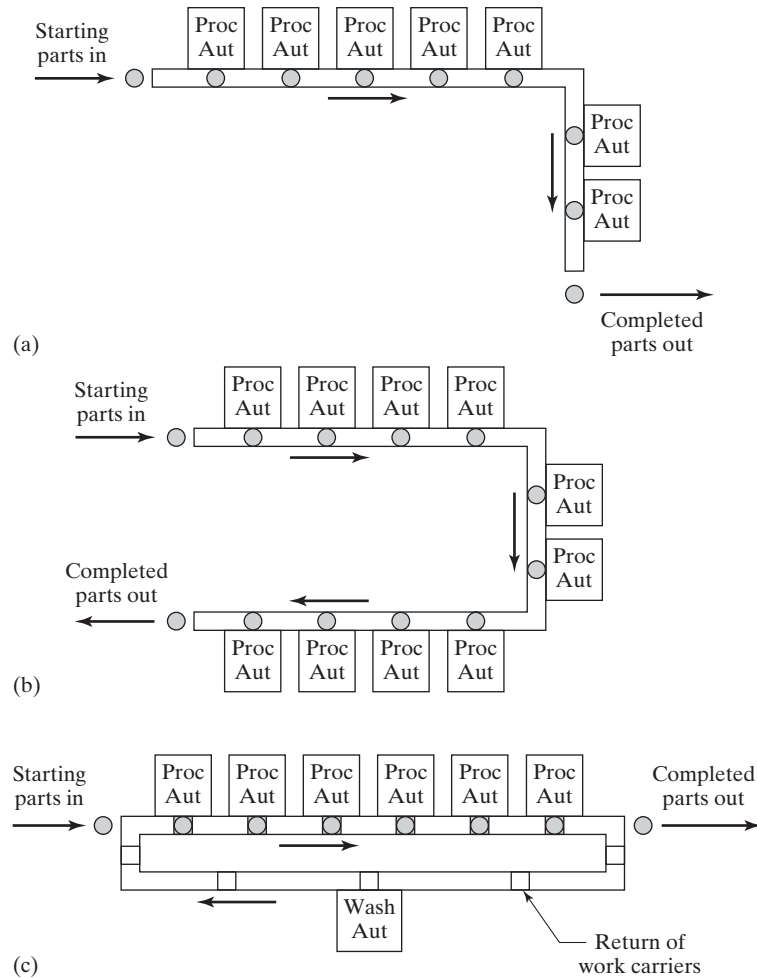 Starting
parts in
Proc
Aut
Proc
Aut
Proc
Aut
Proc
Aut
Proc
Aut
Proc
Aut
Proc
Aut
Completed
parts out
(a)
Starting
parts in
Proc
Aut
Proc
Aut
Proc
Aut
Proc
Aut
Proc
Aut
Proc
Aut
Completed
parts out
Proc
Aut
Proc
Aut
Proc
Aut
Proc
Aut
(b)
Starting
parts in
Proc
Aut
Proc
Aut
Proc
Aut
Proc
Aut
Proc
Aut
Proc
Aut
Completed
parts out
Wash
Aut
Return of
work carriers
(c)